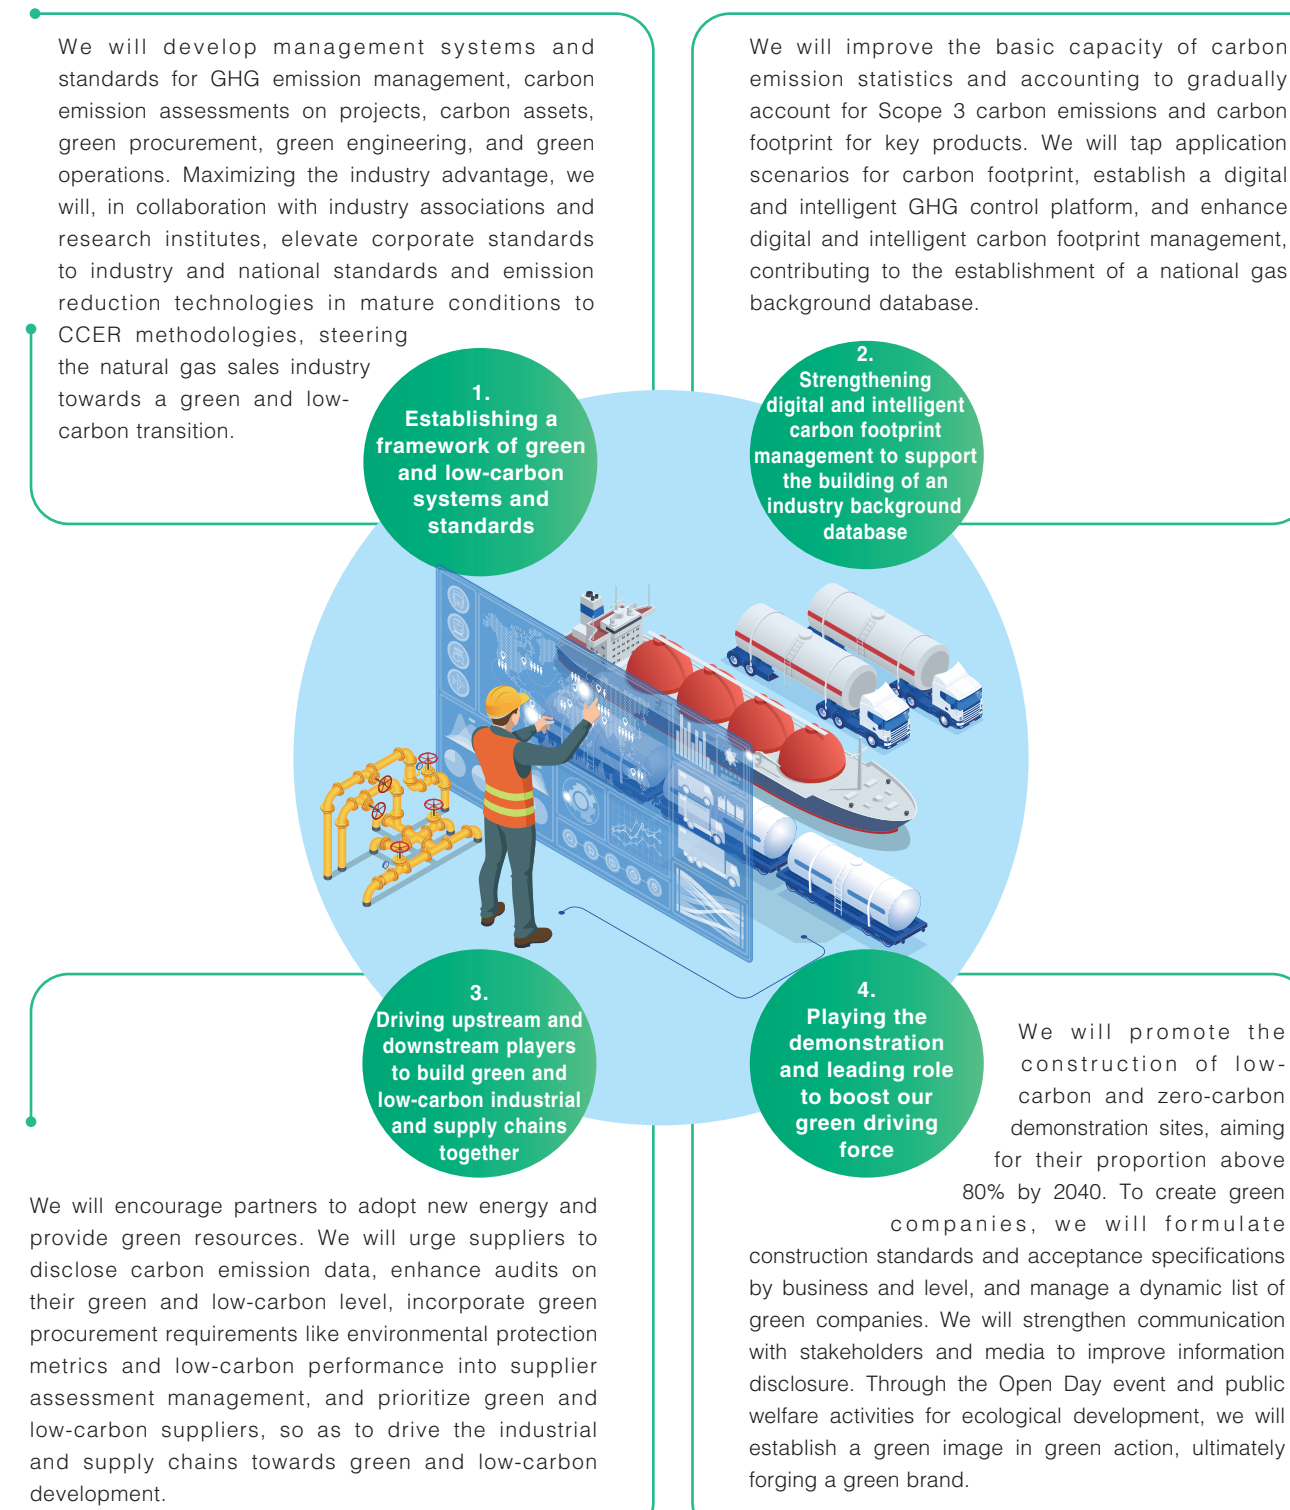 We will develop management systems and
standards for GHG emission management, carbon
emission assessments on projects, carbon assets,
green procurement, green engineering, and green
operations. Maximizing the industry advantage, we
will, in collaboration with industry associations and
research institutes, elevate corporate standards
to industry and national standards and emission
reduction technologies in mature conditions to
CCER methodologies, steering
the natural gas sales industry
towards a green and low-
carbon transition.
1.
Establishing a
framework of green
and low-carbon
systems and
standards
We will improve the basic capacity of carbon
emission statistics and accounting to gradually
account for Scope 3 carbon emissions and carbon
footprint for key products. We will tap application
scenarios for carbon footprint, establish a digital
and intelligent GHG control platform, and enhance
digital and intelligent carbon footprint management,
contributing to the establishment of a national gas
background database.
2.
Strengthening
digital and intelligent
carbon footprint
management to support
the building of an
industry background
database
3.
Driving upstream and
downstream players
to build green and
low-carbon industrial
and supply chains
together
We will encourage partners to adopt new energy and
provide green resources. We will urge suppliers to
disclose carbon emission data, enhance audits on
their green and low-carbon level, incorporate green
procurement requirements like environmental protection
metrics and low-carbon performance into supplier
assessment management, and prioritize green and
low-carbon suppliers, so as to drive the industrial
and supply chains towards green and low-carbon
development.
4.
Playing the
demonstration
and leading role
to boost our
green driving
force
We will promote the
construction of low-
carbon and zero-carbon
demonstration sites, aiming
for their proportion above
80% by 2040. To create green
companies, we will formulate
construction standards and acceptance specifications
by business and level, and manage a dynamic list of
green companies. We will strengthen communication
with stakeholders and media to improve information
disclosure. Through the Open Day event and public
welfare activities for ecological development, we will
establish a green image in green action, ultimately
forging a green brand.